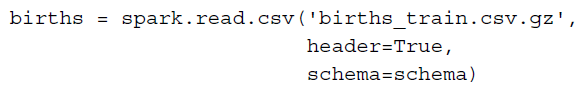 births = spark.read.csv('births_train.csv.gz',
                        header=True,
                        schema=schema)